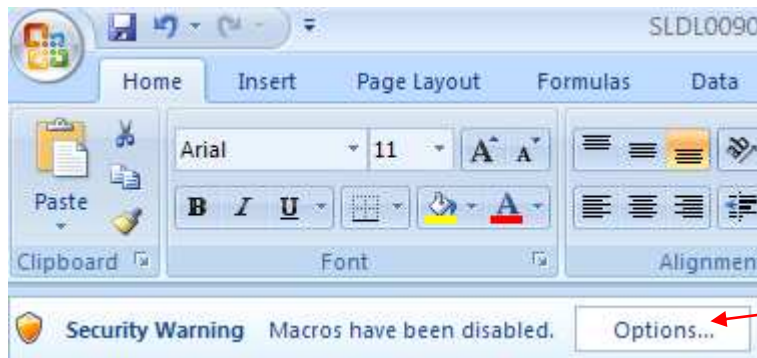 SLDL0090
Home Insert Page Layout Formulas Data
Arial 11 A A
Paste B I U A
Clipboard Font Alignmen
Security Warning Macros have been disabled. Options...